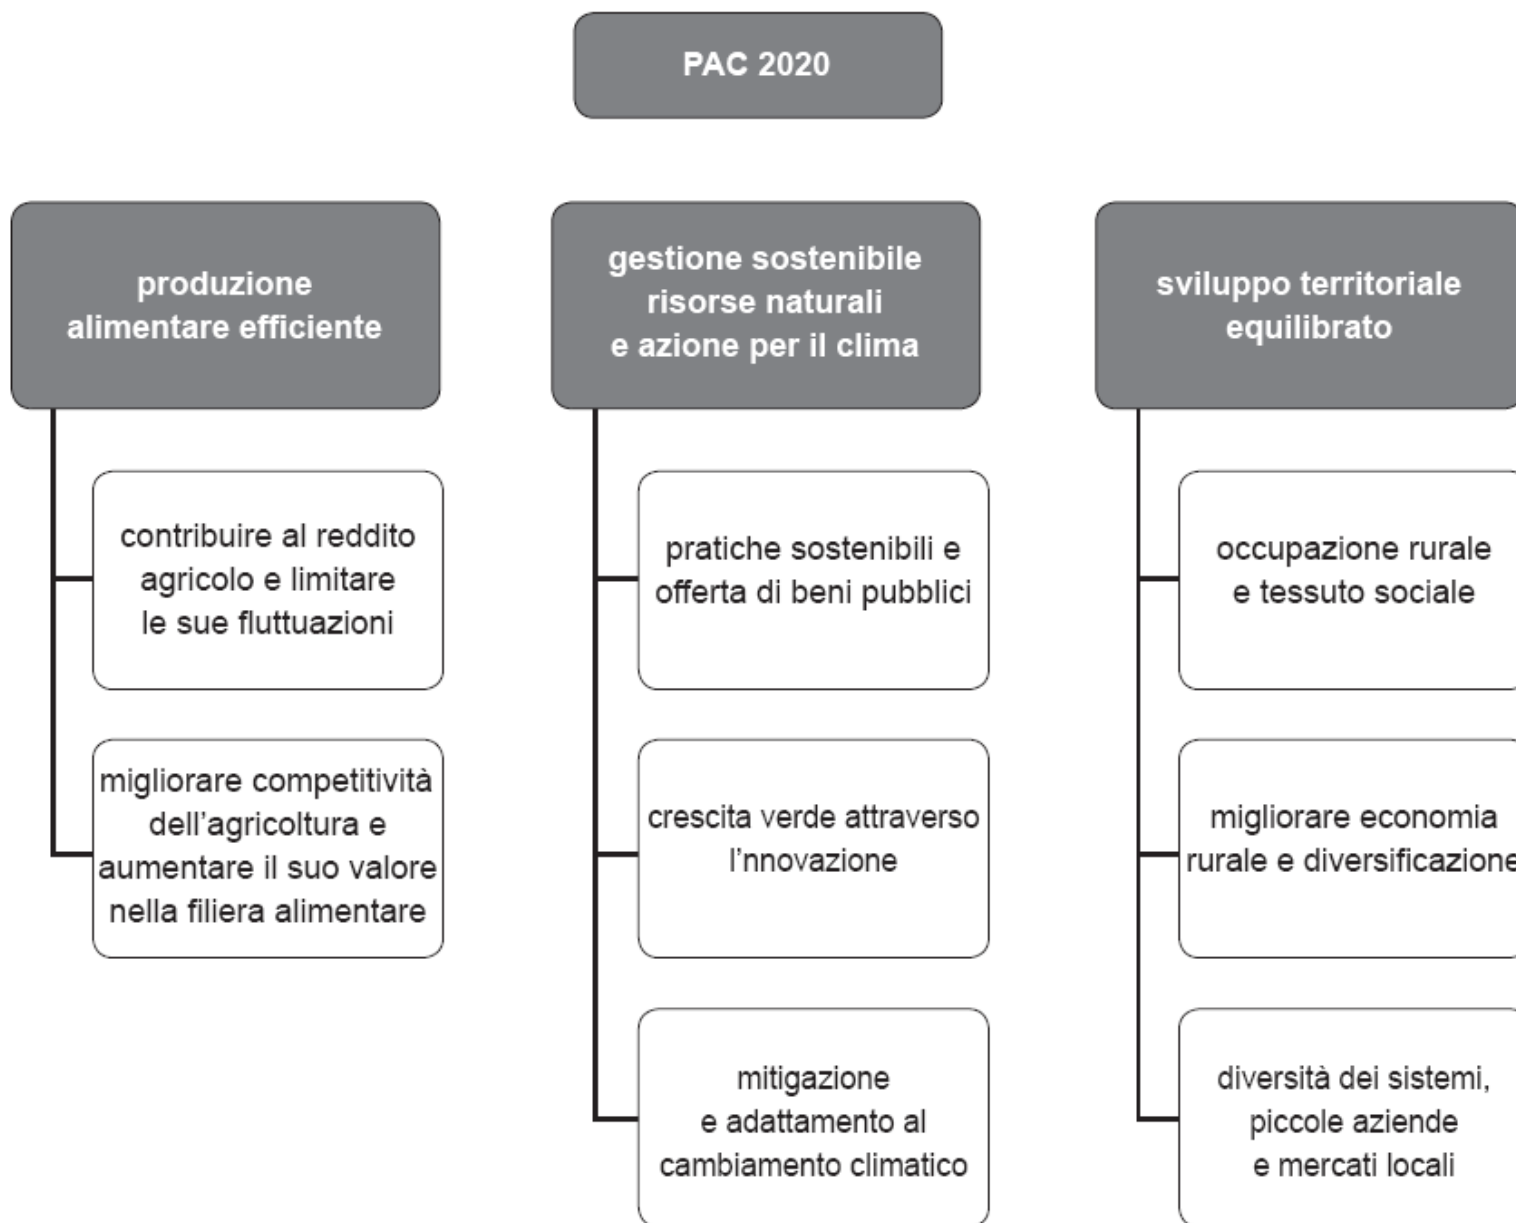 PAC 2020
produzione
alimentare efficiente
contribuire al reddito
agricolo e limitare
le sue fluttuazioni
migliorare competitività
dell’agricoltura e
aumentare il suo valore
nella filiera alimentare
gestione sostenibile
risorse naturali
e azione per il clima
pratiche sostenibili e
offerta di beni pubblici
crescita verde attraverso
l’nnovazione
mitigazione
e adattamento al
cambiamento climatico
sviluppo territoriale
equilibrato
occupazione rurale
e tessuto sociale
migliorare economia
rurale e diversificazione
diversità dei sistemi,
piccole aziende
e mercati locali